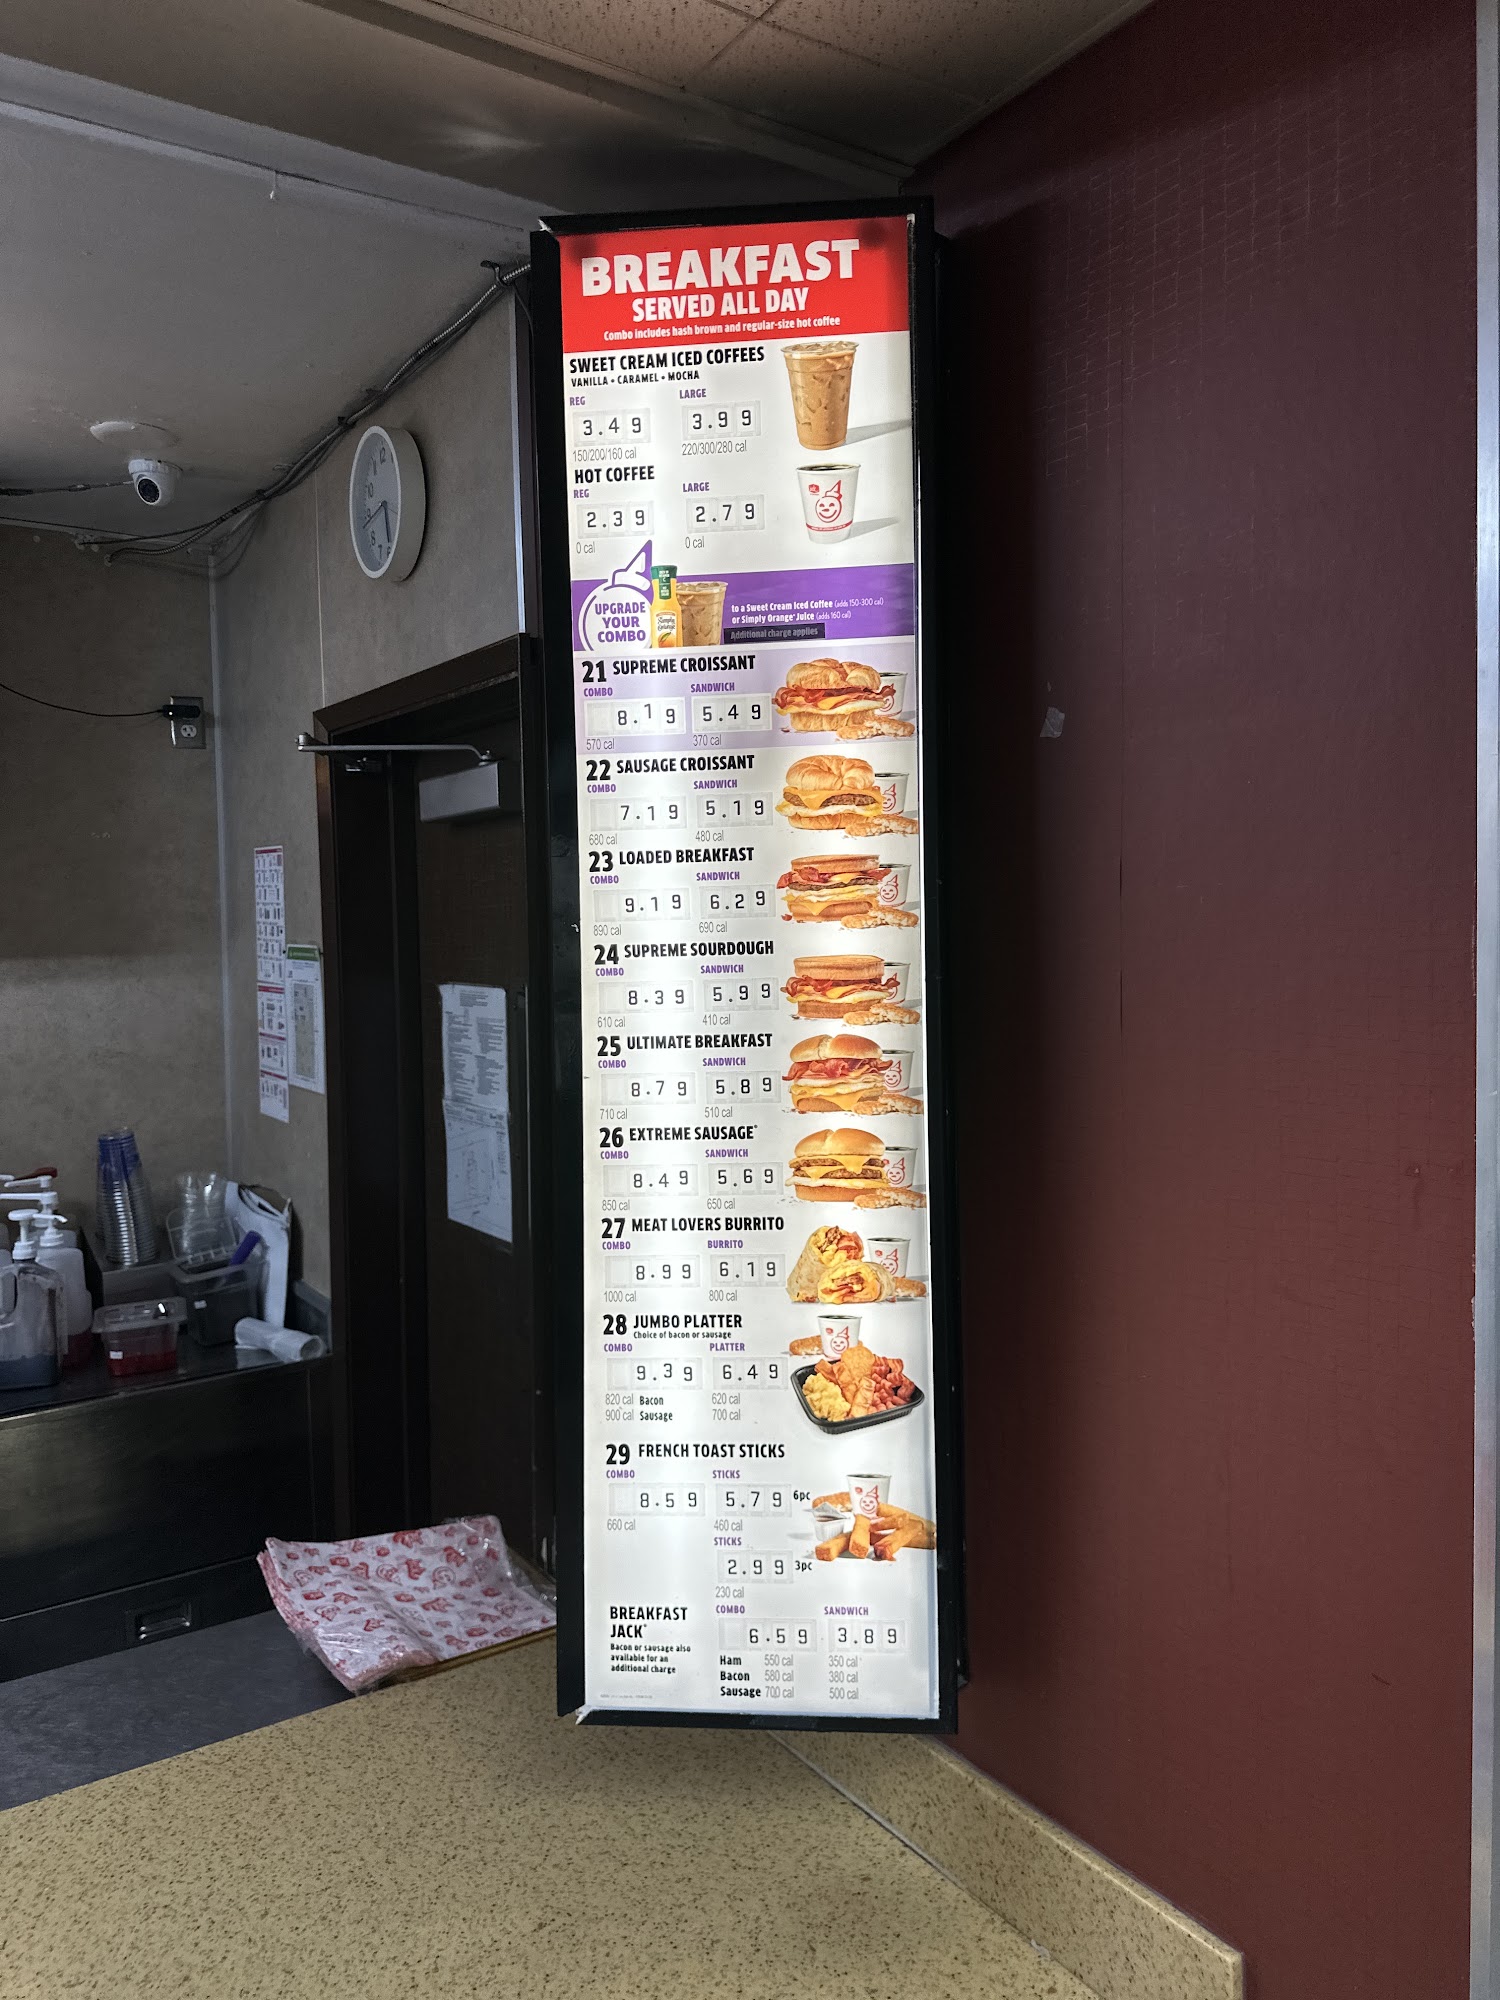 BREAKFAST
SERVED ALL DAY
Combo includes hash brown and regular-size hot coffee
SWEET CREAM ICED COFFEES
VANILLA • CARAMEL • MOCHA
REG LARGE
3.49 3.99
150/200/160 cal 220/300/280 cal
HOT COFFEE
REG LARGE
2.39 2.79
0 cal 0 cal
UPGRADE
YOUR
COMBO
to a Sweet Cream Iced Coffee (adds 150-300 cal)
or Simply Orange® Juice (adds 160 cal)
Additional charge applies
21 SUPREME CROISSANT
COMBO SANDWICH
8.19 5.49
570 cal 370 cal
22 SAUSAGE CROISSANT
COMBO SANDWICH
7.19 5.19
680 cal 480 cal
23 LOADED BREAKFAST
COMBO SANDWICH
9.19 6.29
890 cal 690 cal
24 SUPREME SOURDOUGH
COMBO SANDWICH
8.39 5.99
610 cal 410 cal
25 ULTIMATE BREAKFAST
COMBO SANDWICH
8.79 5.89
710 cal 510 cal
26 EXTREME SAUSAGE®
COMBO SANDWICH
8.49 5.69
850 cal 650 cal
27 MEAT LOVERS BURRITO
COMBO BURRITO
8.99 6.19
1000 cal 800 cal
28 JUMBO PLATTER
Choice of bacon or sausage
COMBO PLATTER
9.39 6.49
820 cal Bacon 620 cal
900 cal Sausage 700 cal
29 FRENCH TOAST STICKS
COMBO STICKS
8.59 5.79 6pc
660 cal 460 cal
STICKS
2.99 3pc
230 cal
BREAKFAST
JACK®
Bacon or sausage also
available for an
additional charge
COMBO SANDWICH
6.59 3.89
Ham 550 cal 350 cal
Bacon 580 cal 380 cal
Sausage 700 cal 500 cal